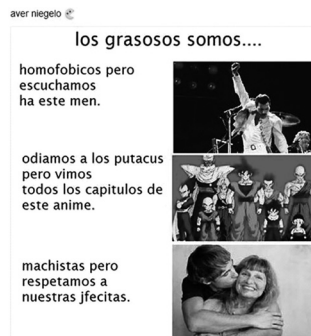 aver niegelo
los grasosos somos....
homofobicos pero
escuchamos
ha este men.
odiamos a los putacus
pero vimos
todos los capitulos de
este anime.
machistas pero
respetamos a
nuestras jfecitas.